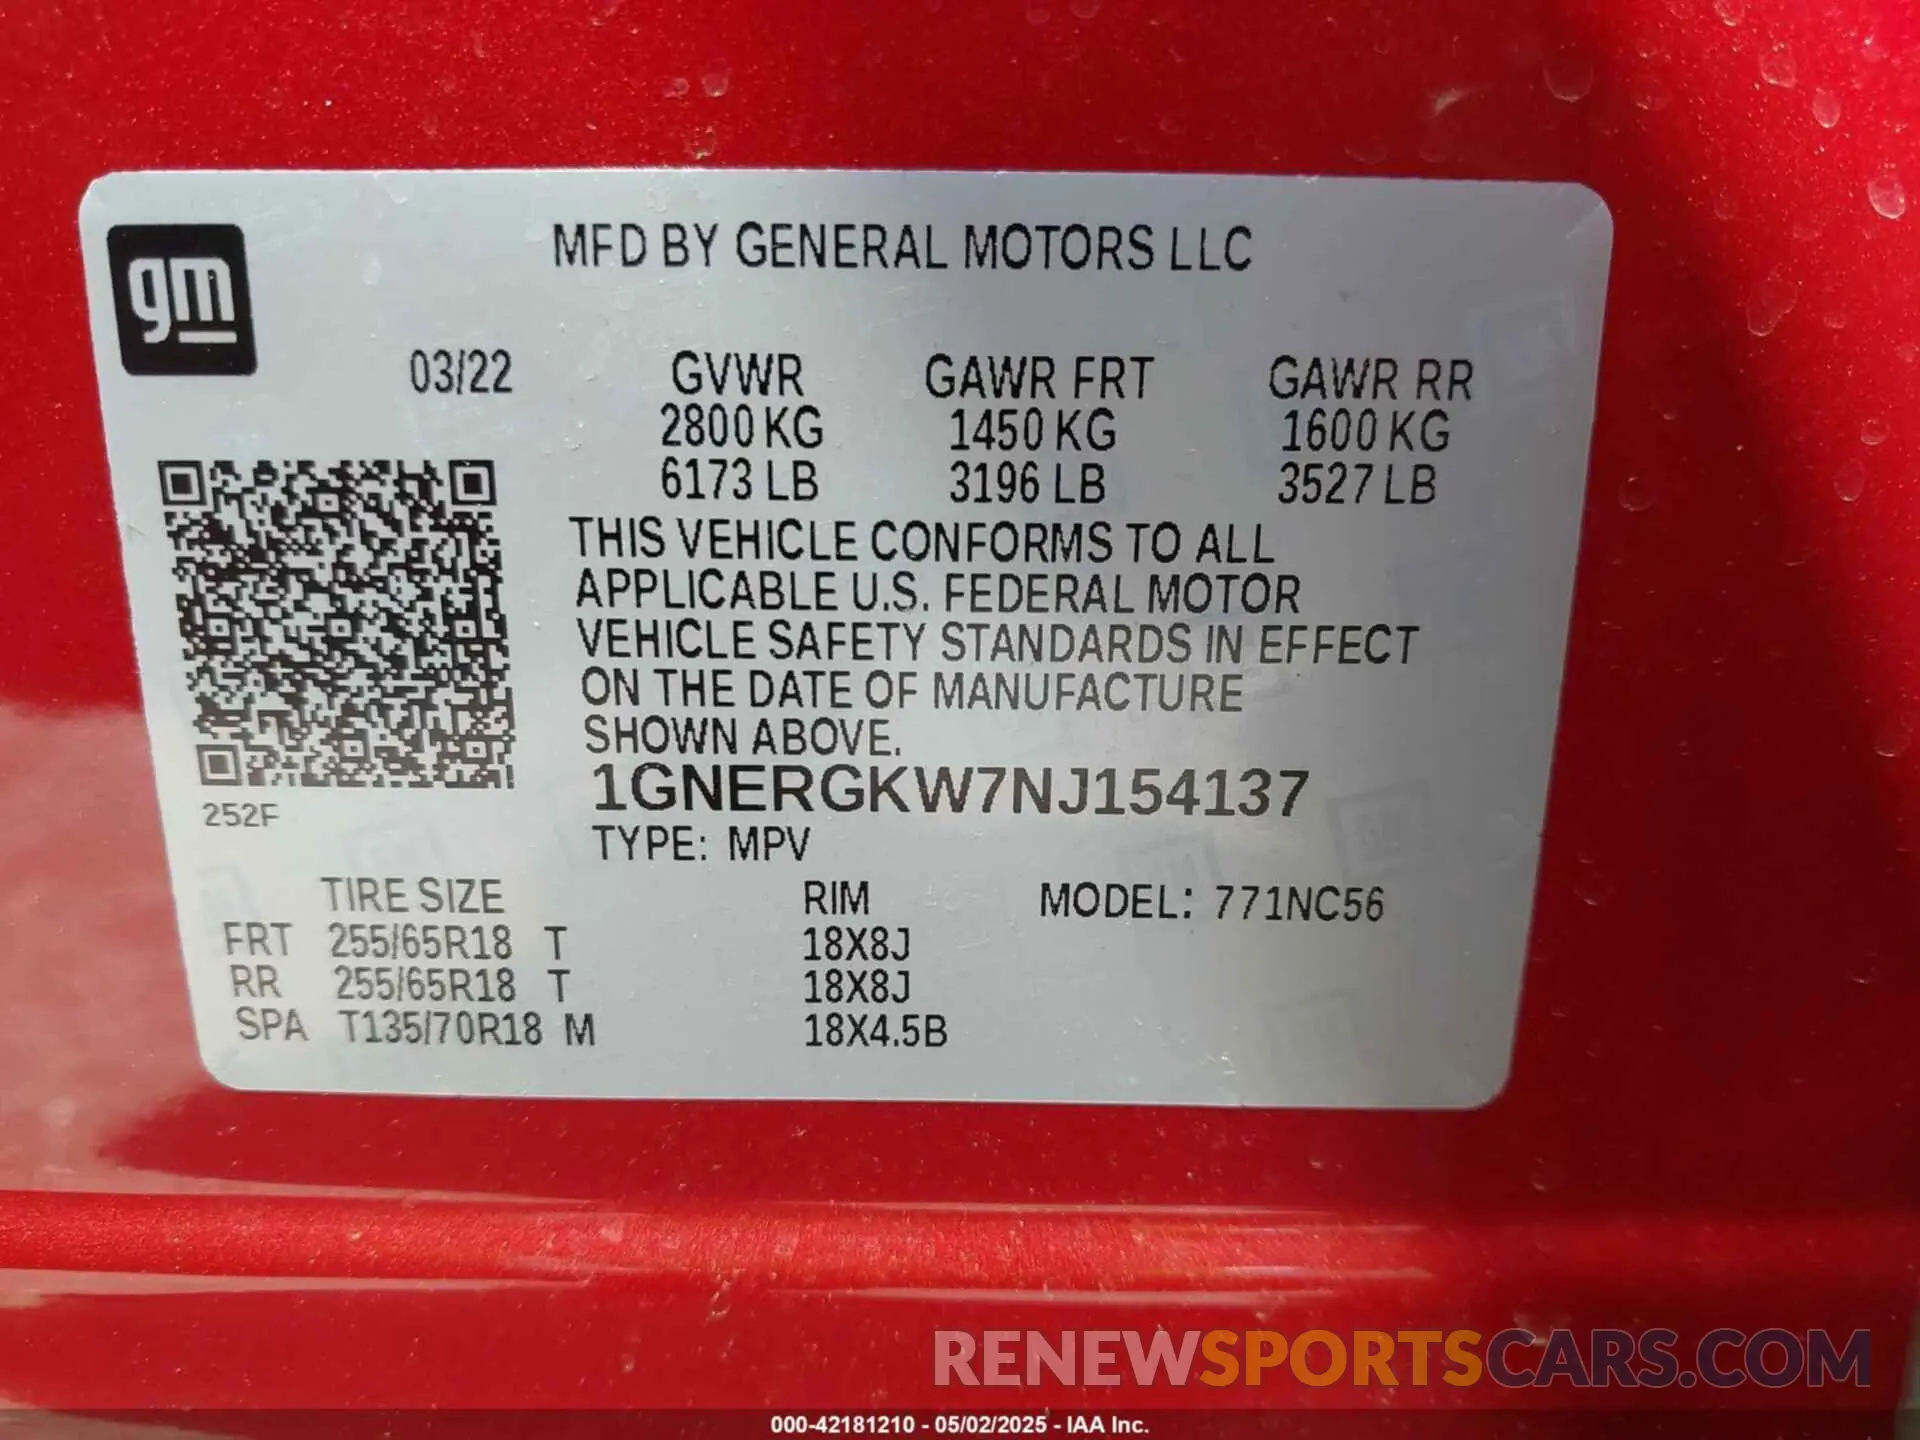 gm
MFD BY GENERAL MOTORS LLC
03/22 GVWR GAWR FRT GAWR RR
2800 KG 1450 KG 1600 KG
6173 LB 3196 LB 3527 LB
THIS VEHICLE CONFORMS TO ALL
APPLICABLE U.S. FEDERAL MOTOR
VEHICLE SAFETY STANDARDS IN EFFECT
ON THE DATE OF MANUFACTURE
SHOWN ABOVE.
1GNERGKW7NJ154137
252F
TYPE: MPV
TIRE SIZE RIM MODEL: 771NC56
FRT 255/65R18 T 18X8J
RR 255/65R18 T 18X8J
SPA T135/70R18 M 18X4.5B
RENEWSPORTSCARS.COM
000-42181210 - 05/02/2025 - IAA Inc.